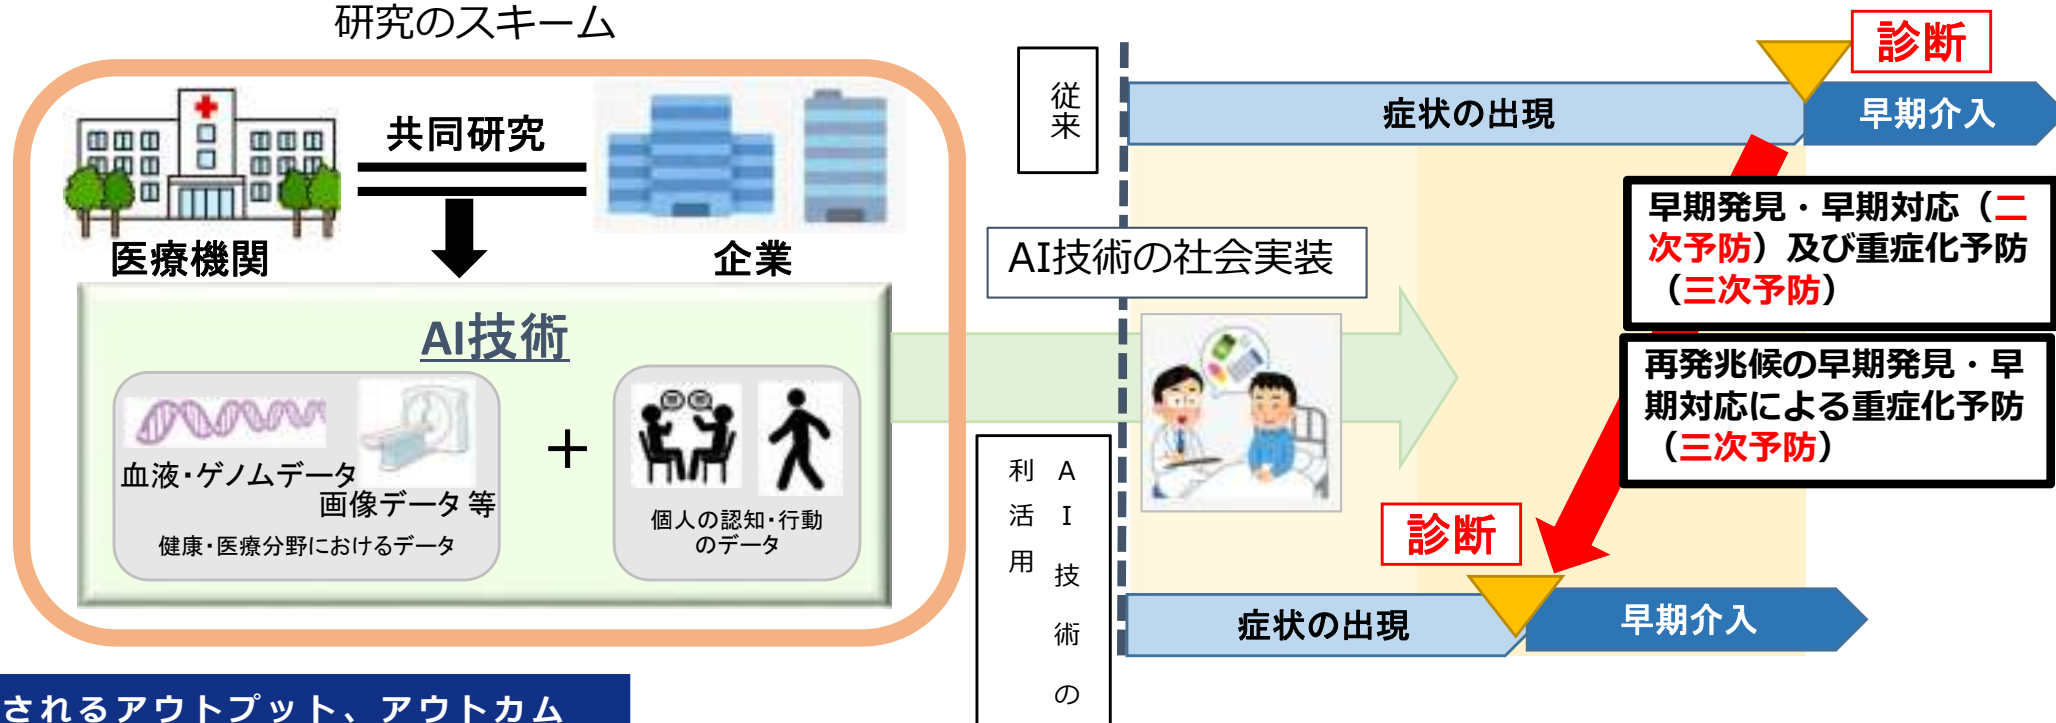 研究のスキーム
共同研究
医療機関
企業
AI技術
血液・ゲノムデータ
画像データ 等
健康・医療分野におけるデータ
+
個人の認知・行動
のデータ
従来
診断
症状の出現
早期介入
AI技術の社会実装
早期発見・早期対応（二
次予防）及び重症化予防
（三次予防）
再発兆候の早期発見・早
期対応による重症化予防
（三次予防）
AI技術の
利活用
診断
症状の出現
早期介入
されるアウトプット、アウトカム